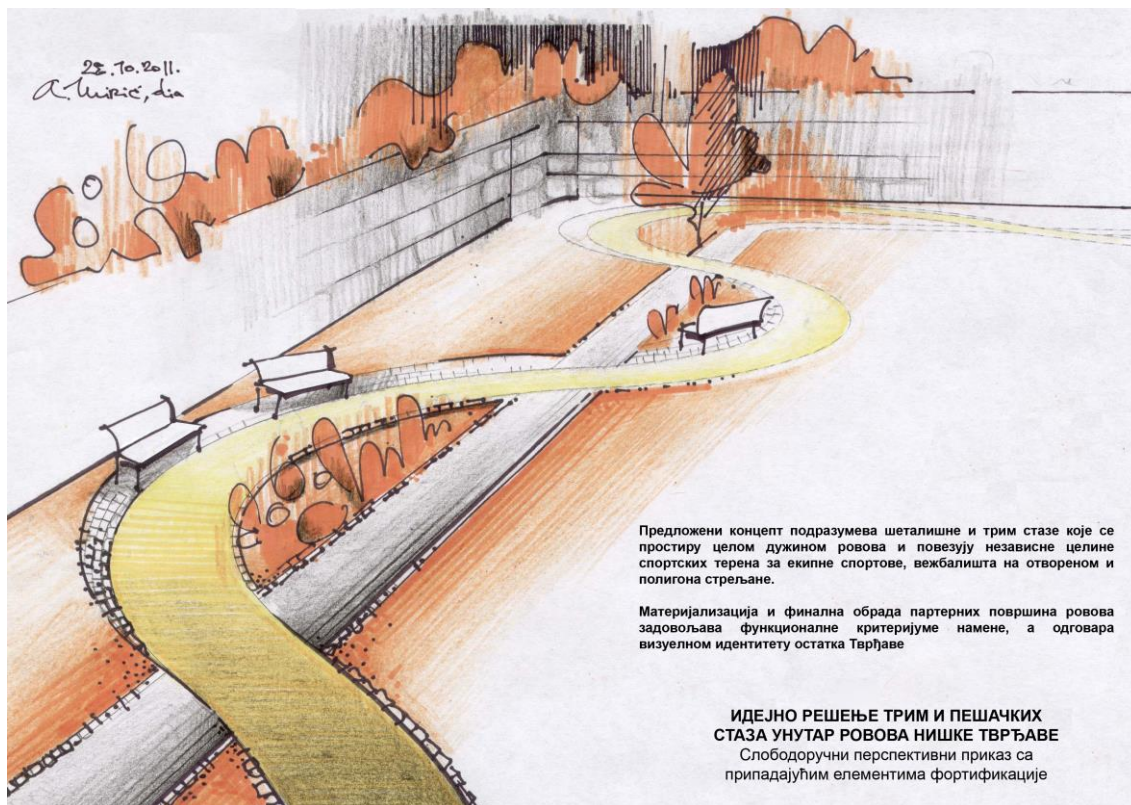 28.10.2011.
А. Мирић, dia
Предложени концепт подразумева шеталишне и трим стазе које се
простиру целом дужином ровова и повезују независне целине
спортских терена за екипне спортове, вежбалишта на отвореном и
полигона стрељане.
Материјализација и финална обрада партерних површина ровова
задовољава функционалне критеријуме намене, а одговара
визуелном идентитету остатка Тврђаве
ИДЕЈНО РЕШЕЊЕ ТРИМ И ПЕШАЧКИХ
СТАЗА УНУТАР РОВОВА НИШКЕ ТВРЂАВЕ
Слободоручни перспективни приказ са
припадајућим елементима фортификације